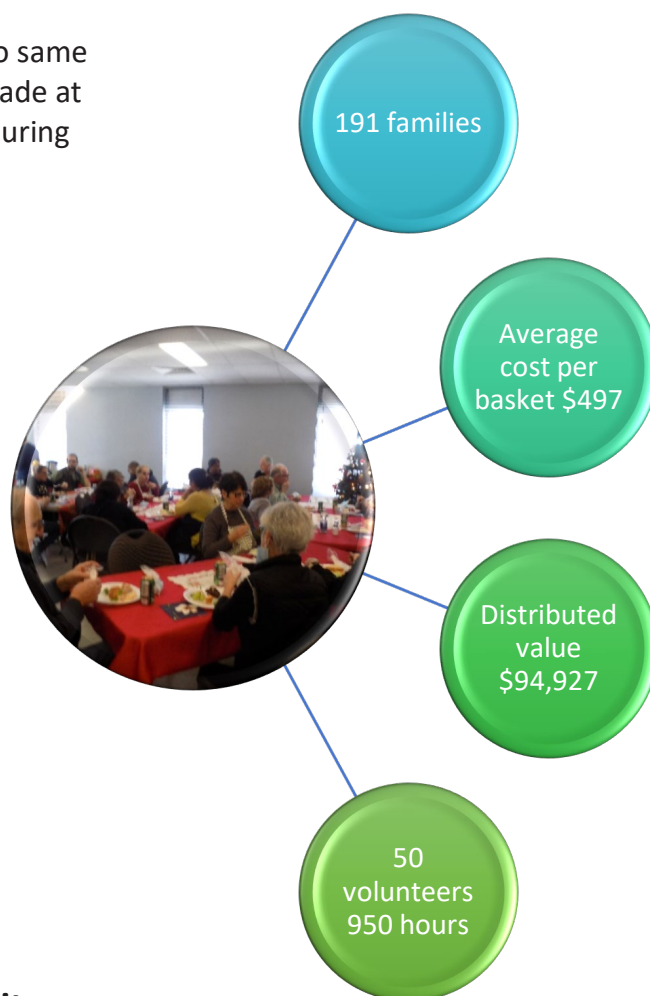 o same
ade at
uring
191 families
Average
cost per
basket $497
Distributed
value
$94,927
50
volunteers
950 hours